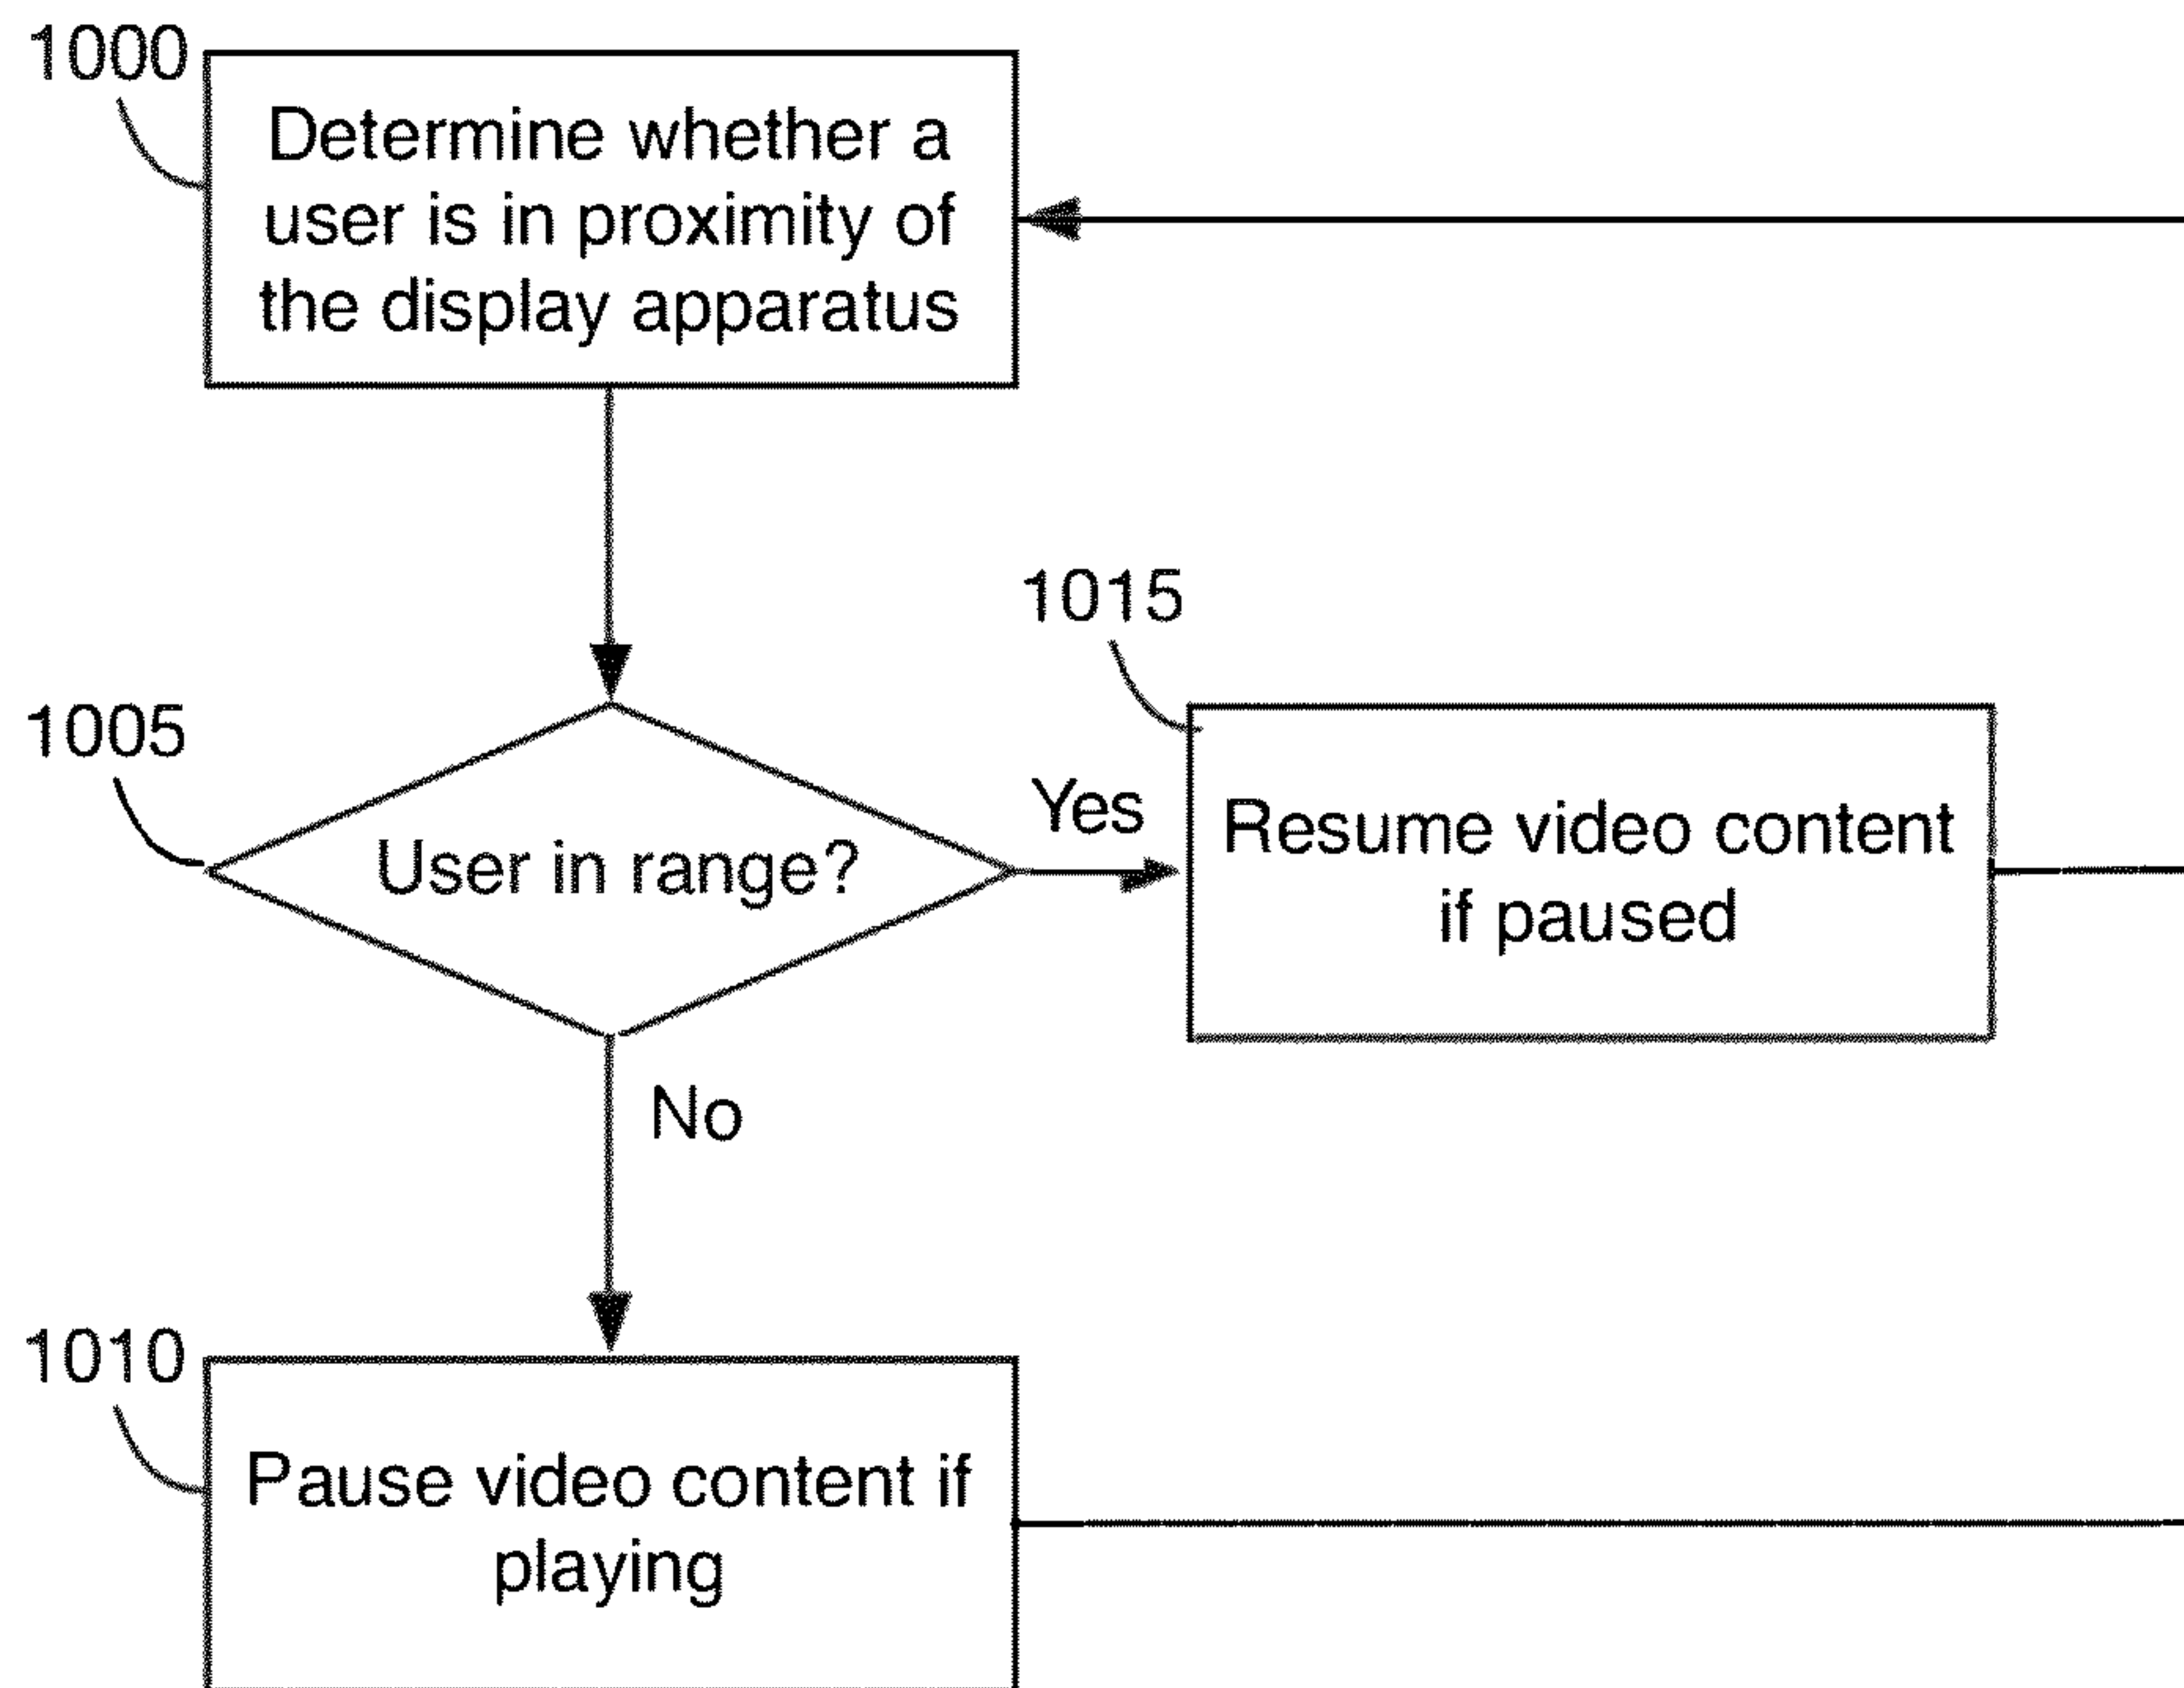 1000
Determine whether a
user is in proximity of
the display apparatus
1005
User in range?
Yes
1015
Resume video content
if paused
No
1010
Pause video content if
playing